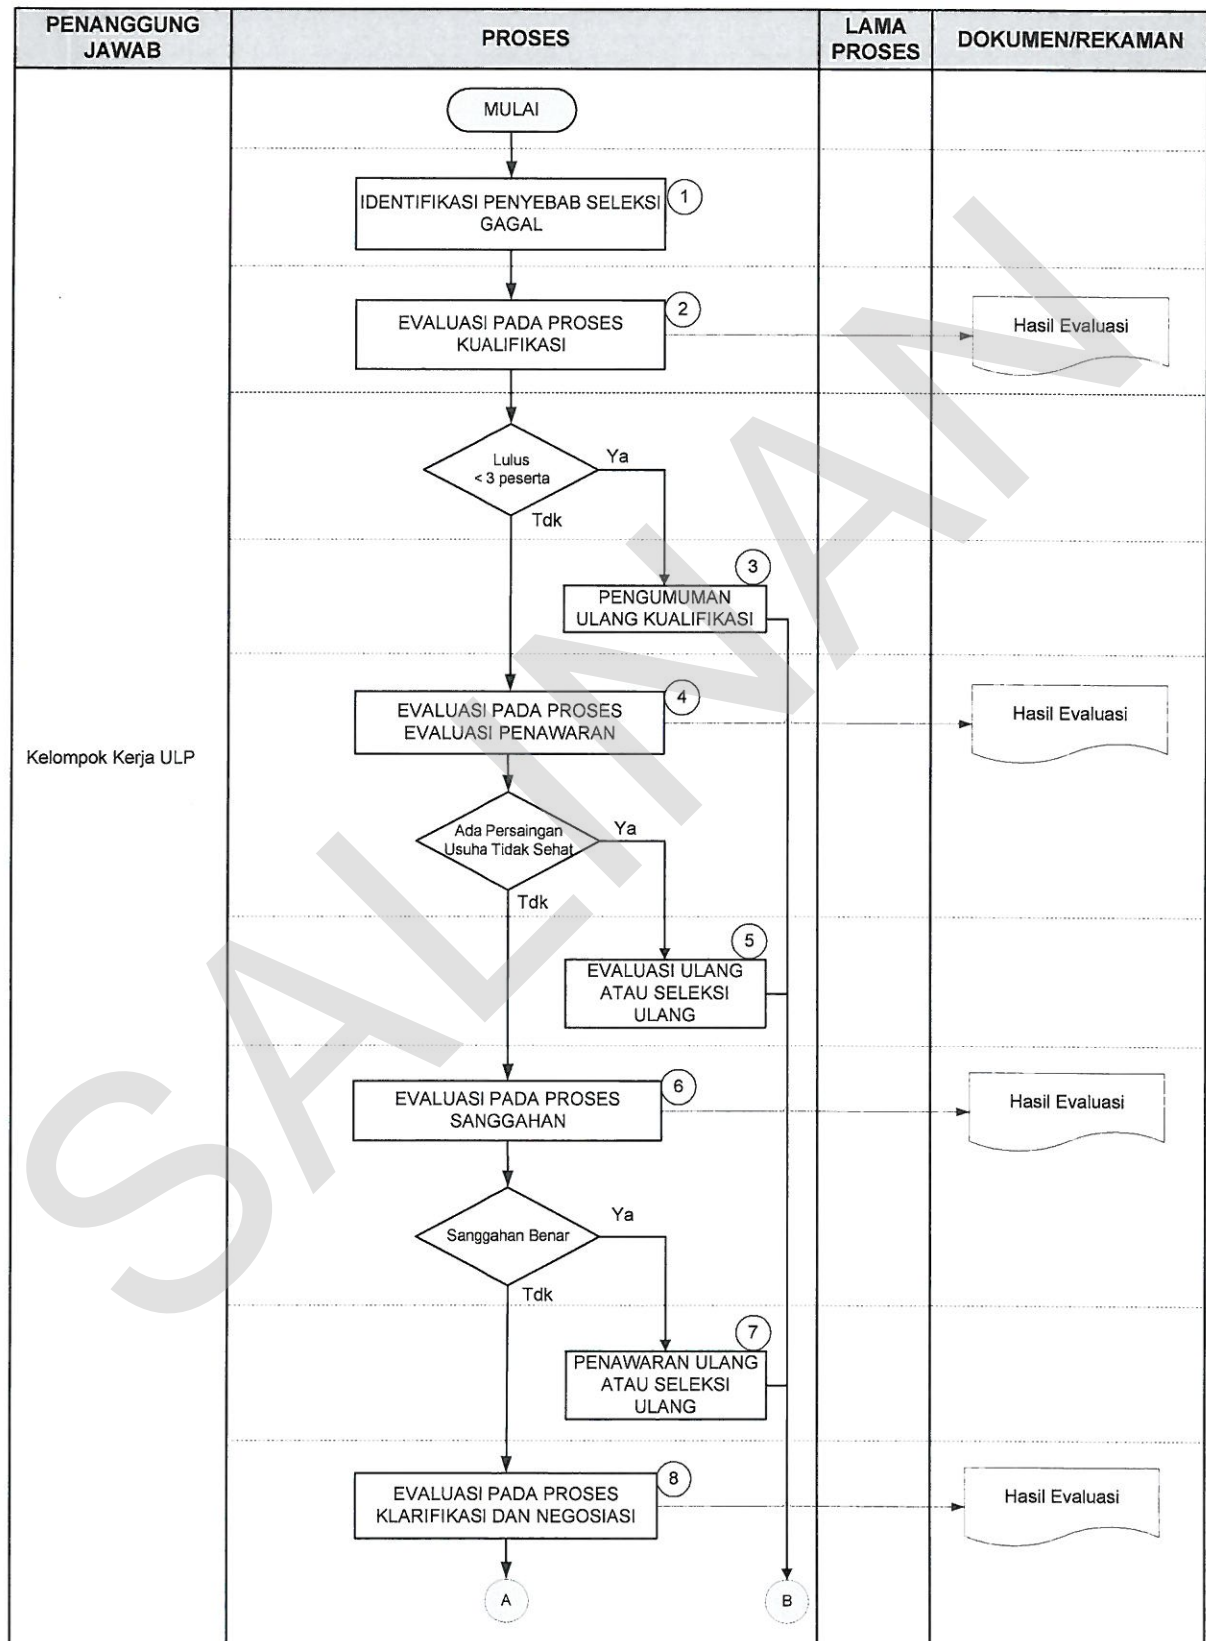 PENANGGUNG
JAWAB
PROSES
LAMA
PROSES
DOKUMEN/REKAMAN
MULAI
IDENTIFIKASI PENYEBAB SELEKSI
GAGAL
1
EVALUASI PADA PROSES
KUALIFIKASI
2
Hasil Evaluasi
Lulus
< 3 peserta
Ya
Tdk
3
PENGUMUMAN
ULANG KUALIFIKASI
EVALUASI PADA PROSES
EVALUASI PENAWARAN
4
Hasil Evaluasi
Kelompok Kerja ULP
Ada Persaingan
Usuha Tidak Sehat
Ya
Tdk
5
EVALUASI ULANG
ATAU SELEKSI
ULANG
EVALUASI PADA PROSES
SANGGAHAN
6
Hasil Evaluasi
Sanggahan Benar
Ya
Tdk
7
PENAWARAN ULANG
ATAU SELEKSI
ULANG
EVALUASI PADA PROSES
KLARIFIKASI DAN NEGOSIASI
8
Hasil Evaluasi
A
B
SALINAN